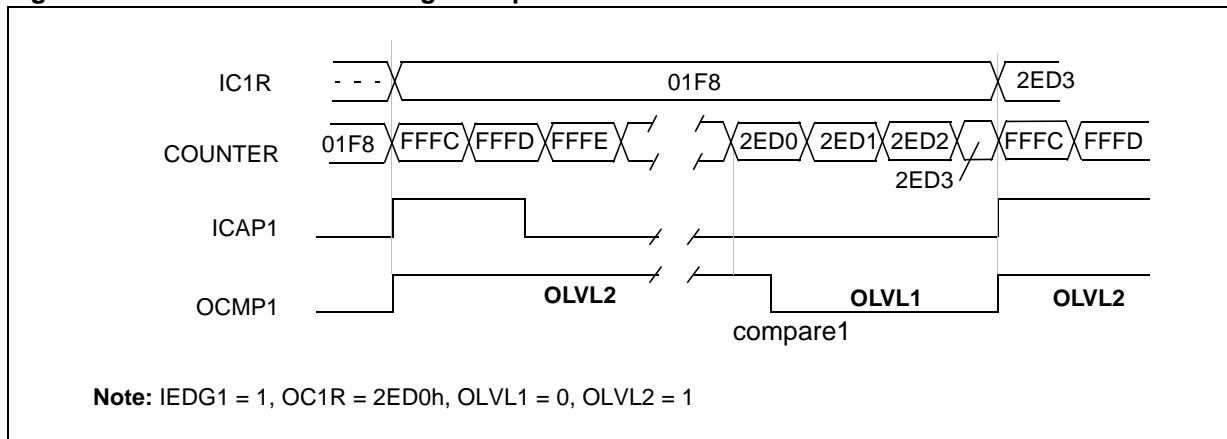 IC1R - - - 01F8 2ED3
COUNTER 01F8 FFFC FFFD FFFE 2ED0 2ED1 2ED2 FFFC FFFD
2ED3
ICAP1
OCMP1 OLVL2 OLVL1 OLVL2
compare1
Note: IEDG1 = 1, OC1R = 2ED0h, OLVL1 = 0, OLVL2 = 1